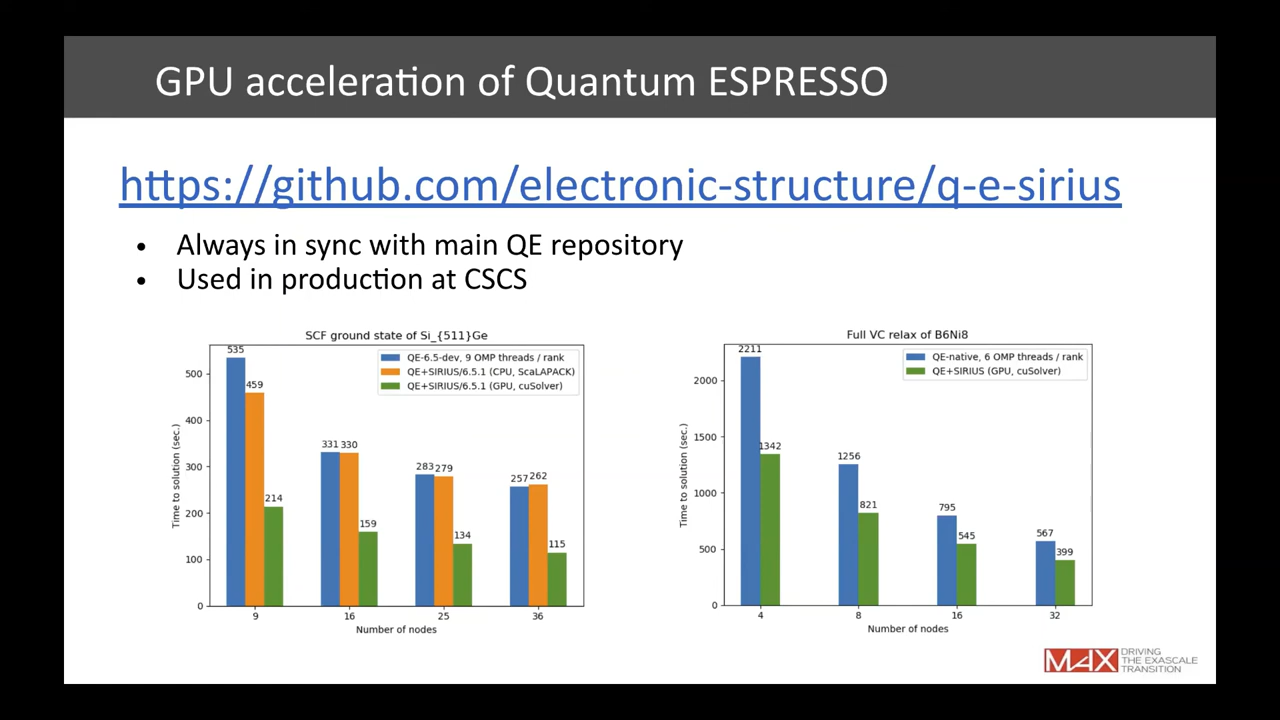 GPU acceleration of Quantum ESPRESSO
https://github.com/electronic-structure/q-e-sirius
• Always in sync with main QE repository
• Used in production at CSCS
SCF ground state of Si_{511}Ge
QE-6.5-dev, 9 OMP threads / rank
QE+SIRIUS/6.5.1 (CPU, ScaLAPACK)
QE+SIRIUS/6.5.1 (GPU, cuSolver)
Time to solution (sec.)
500
400
300
200
100
0
535
459
214
331
330
159
283
279
134
257
262
115
9
16
25
36
Number of nodes
Full VC relax of B6Ni8
QE-native, 6 OMP threads / rank
QE+SIRIUS (GPU, cuSolver)
Time to solution (sec.)
2000
1500
1000
500
0
2211
1342
1256
821
795
545
567
399
4
8
16
32
Number of nodes
MAX
DRIVING
THE EXASCALE
TRANSITION